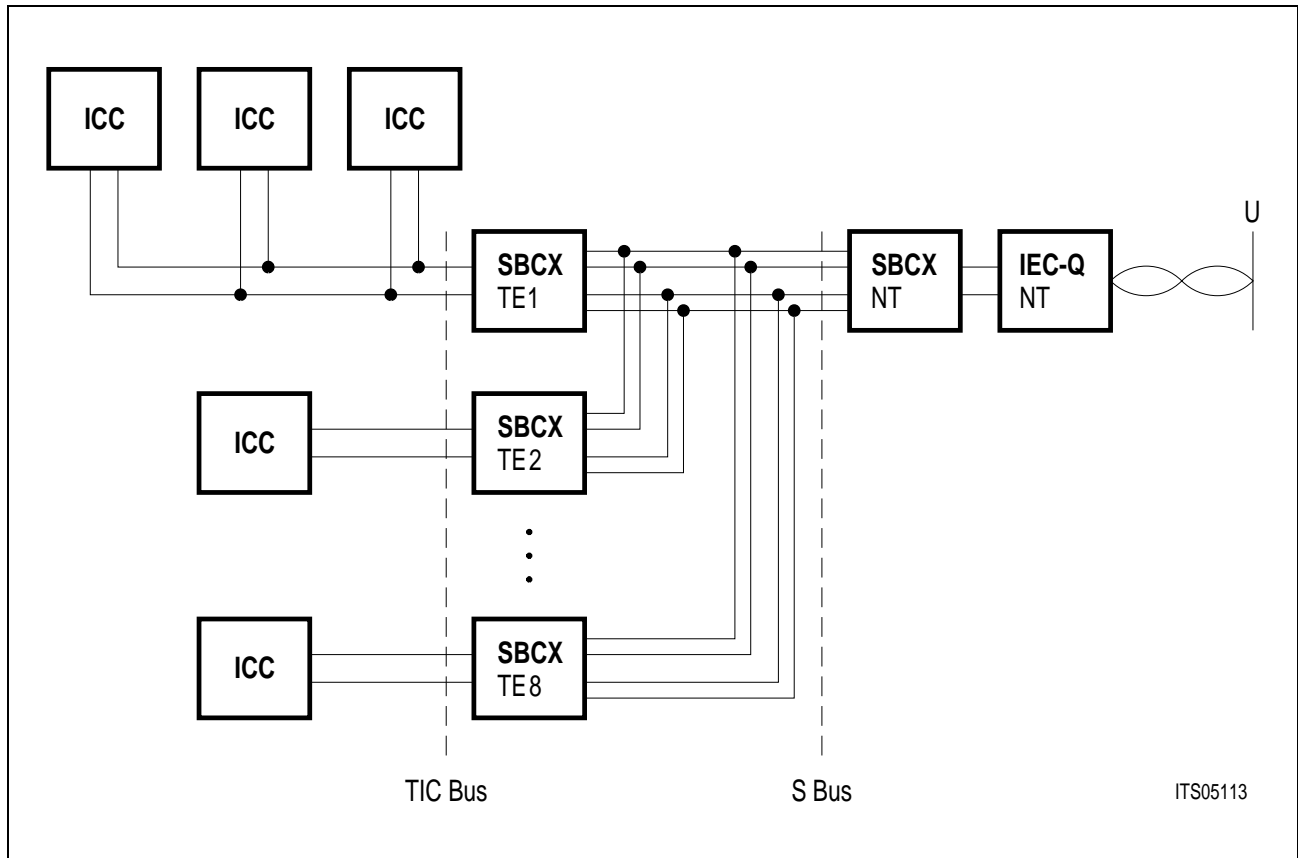 ICC
ICC
ICC
U
SBCX
TE1
SBCX
NT
IEC-Q
NT
ICC
SBCX
TE2
ICC
SBCX
TE8
TIC Bus
S Bus
ITS05113